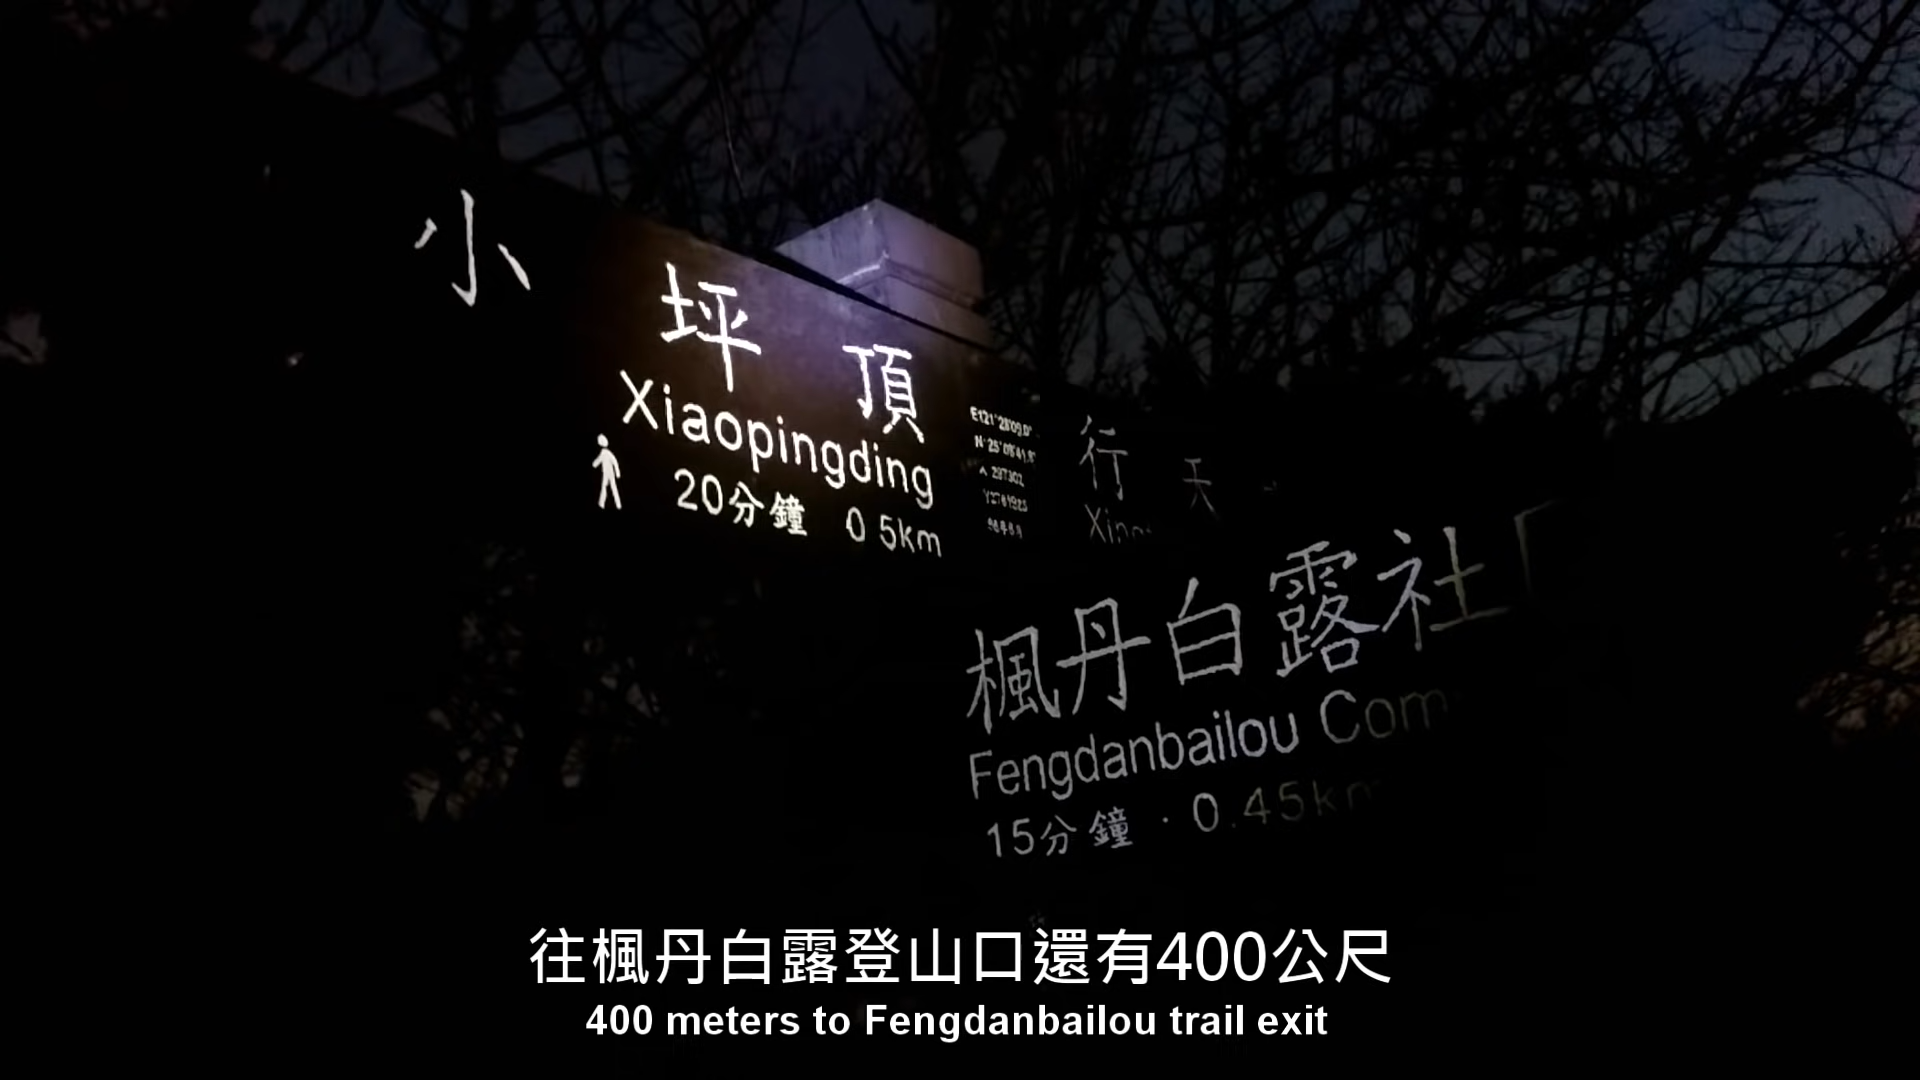 小坪頂
Xiaopingding
20分鐘 0.5km
行天
楓丹白露社
Fengdanbailou Com
15分鐘 · 0.45km
往楓丹白露登山口還有400公尺
400 meters to Fengdanbailou trail exit